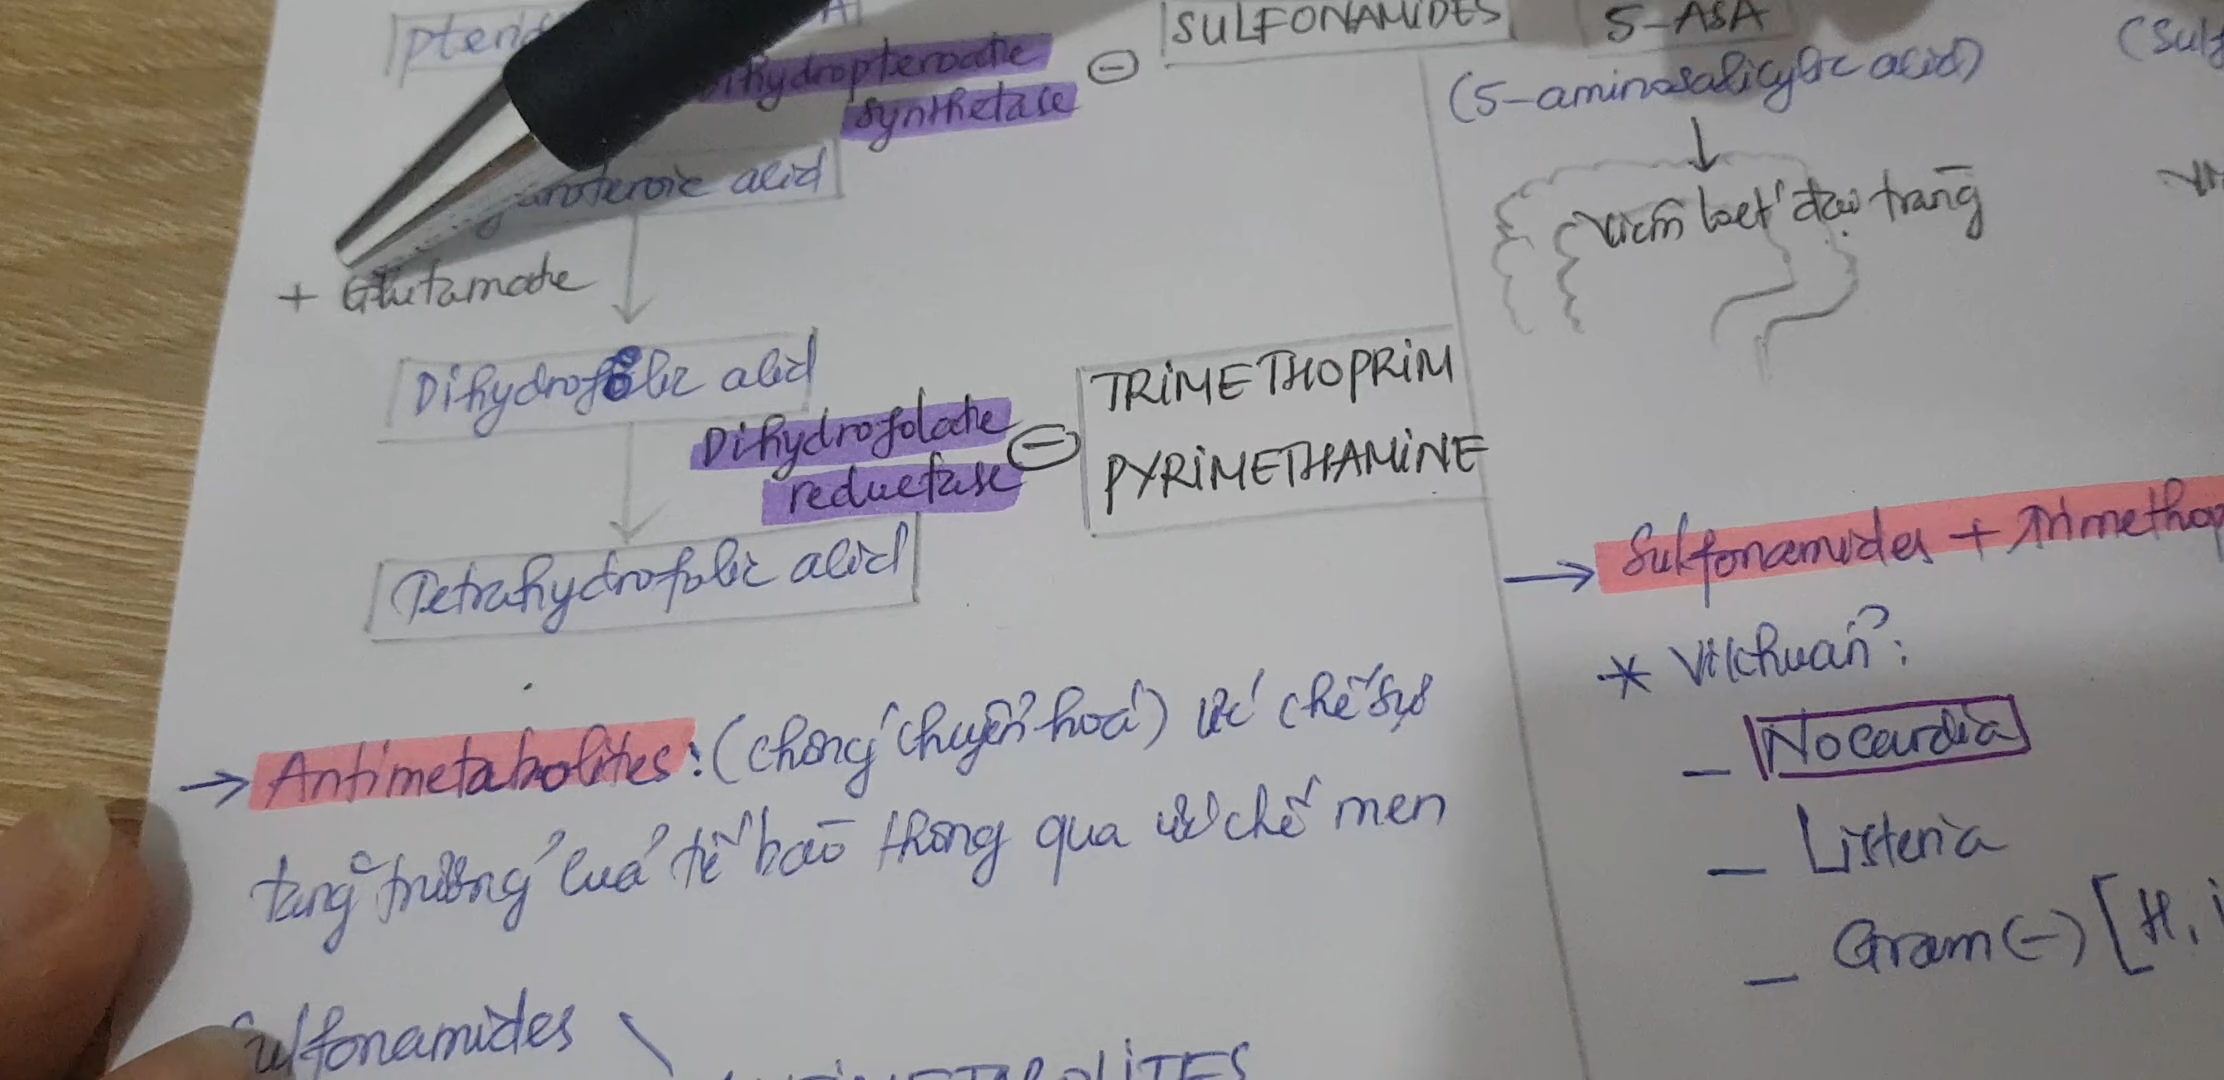 SULFONAMIDES
synthetase
acid
+ Glutamate
Dihydrofolic acid
Dihydrofolate
reductase
TRIMETHOPRIM
PYRIMETHAMINE
Tetrahydrofolic acid
→ Antimetabolites: (chống chuyển hoá) ức chế sự
tăng trưởng của tế bào thông qua ức chế men
Sulfonamides
5-ASA
(5-aminosalicylic acid)
Viêm loét đại tràng
→ Sulfonamides +
* Vi khuẩn:
- Nocardia
- Listeria
- Gram (-) [H.